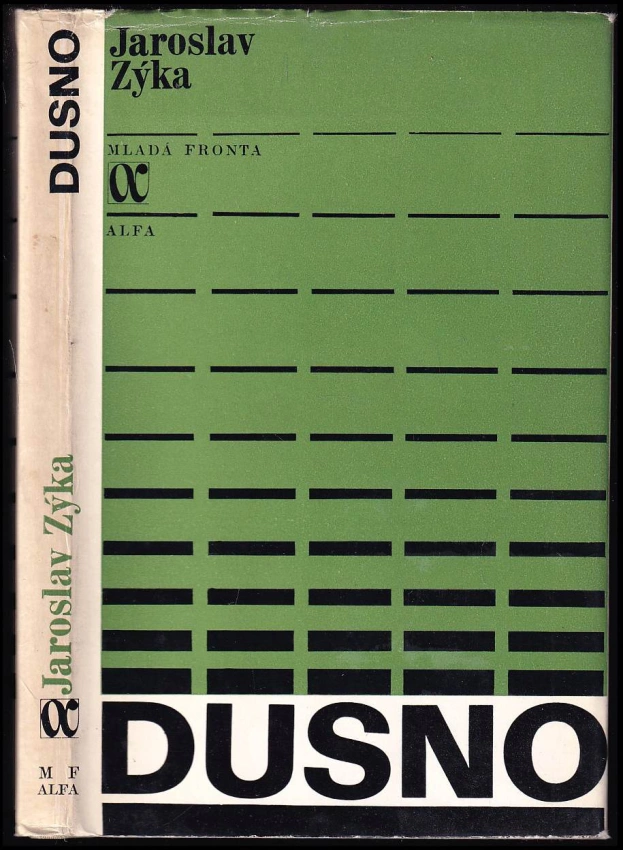 DUSNO
Jaroslav Zýka
α
M F
ALFA
Jaroslav
Zýka
MLADÁ FRONTA
α
ALFA
DUSNO